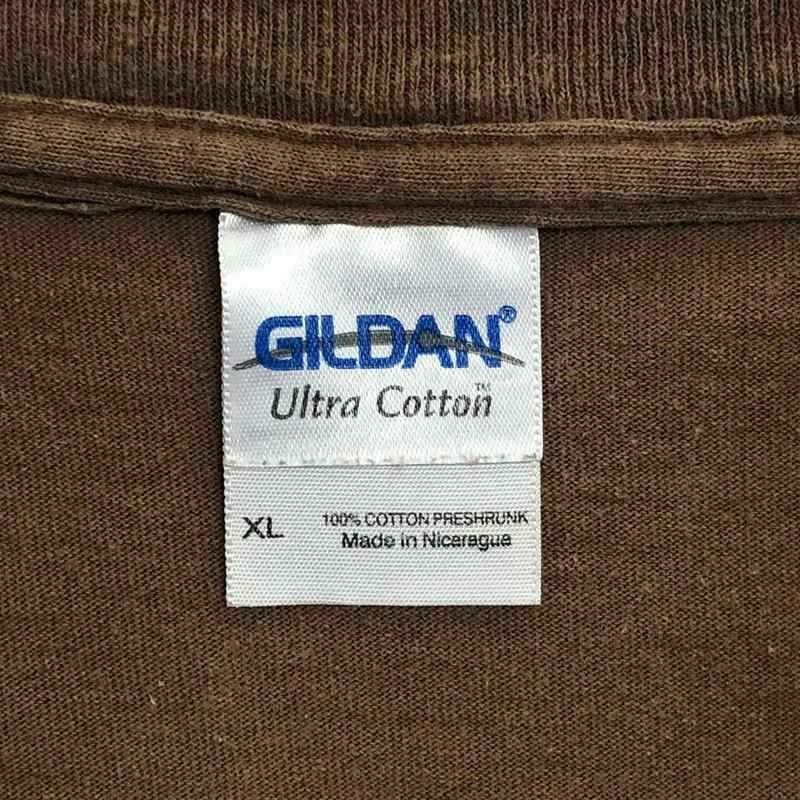 GILDAN®
Ultra Cotton™
XL 100% COTTON PRESHRUNK
Made in Nicaragua